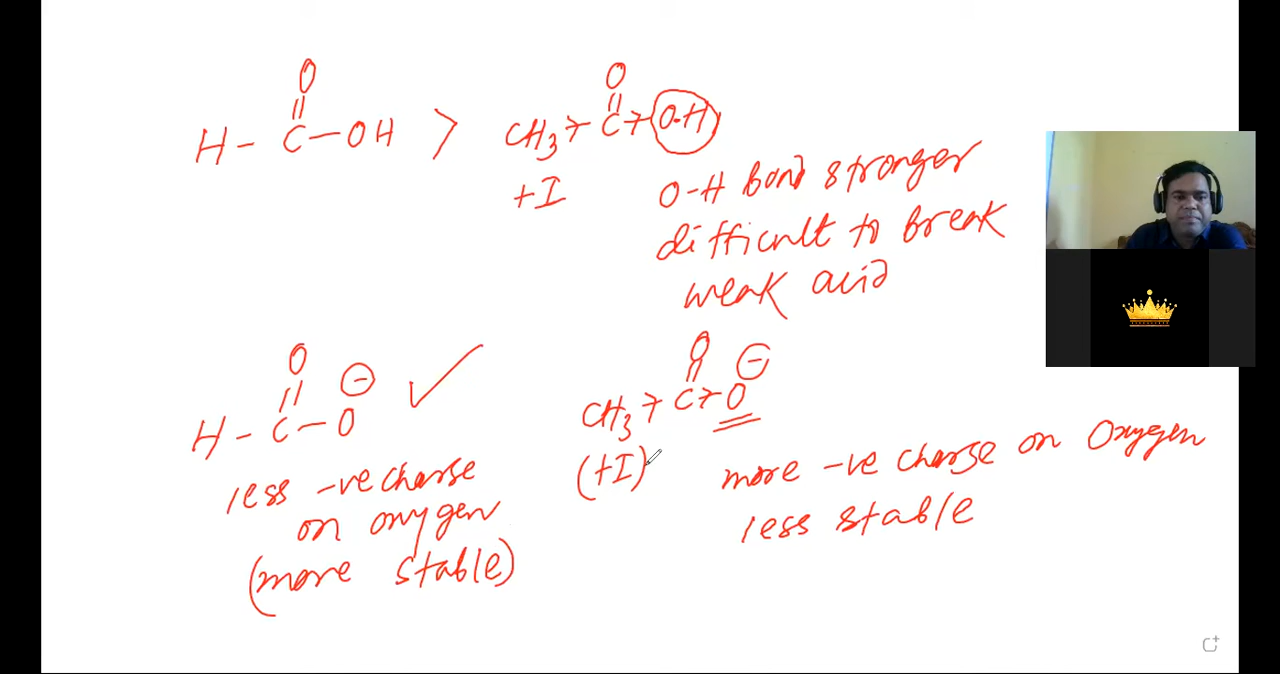 O
||
H - C - OH > CH3 > C > O-H
+I
O-H bond stronger
difficult to break
weak acid
O
||
H - C - O ⊖ ✓
less -ve charge
on oxygen
(more stable)
O
||
CH3 > C > O ⊖
(+I)
more -ve charge on Oxygen
less stable